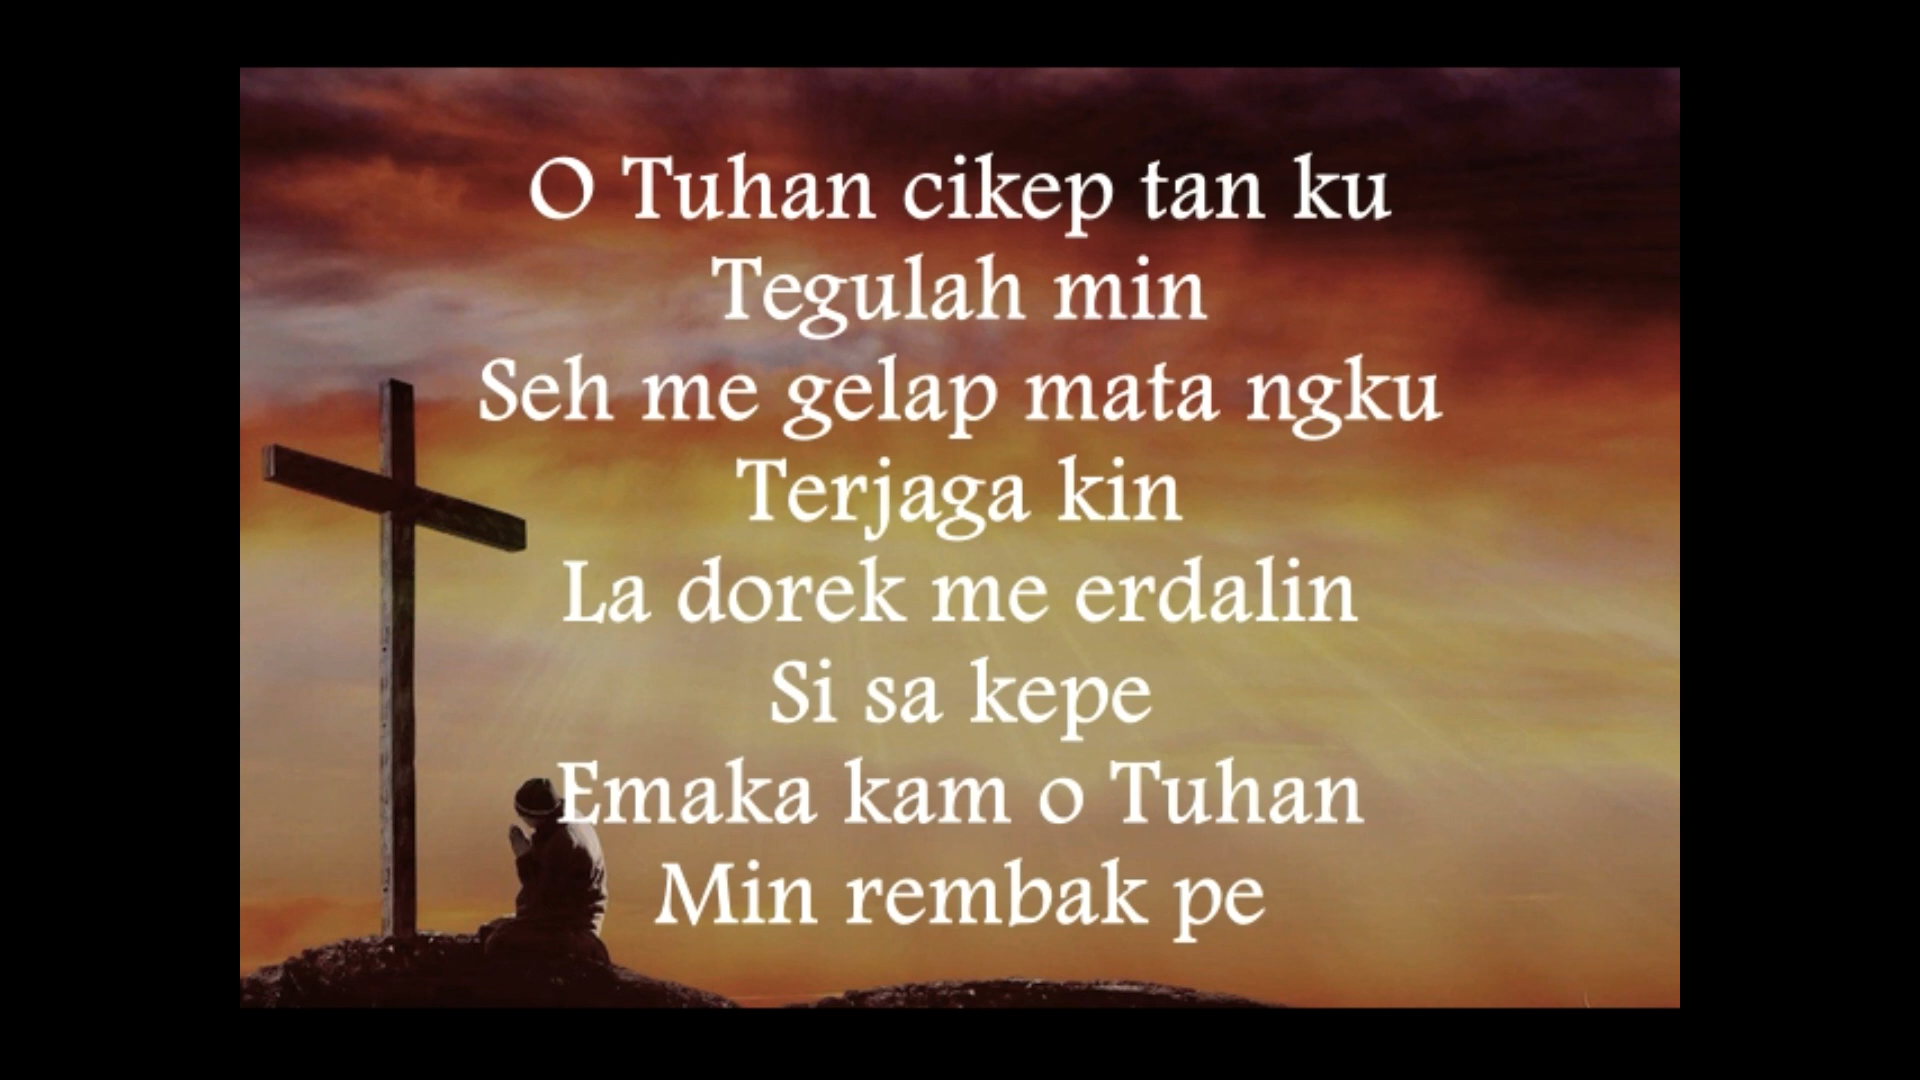 O Tuhan cikep tan ku
Tegulah min
Seh me gelap mata ngku
Terjaga kin
La dorek me erdalin
Si sa kepe
Emaka kam o Tuhan
Min rembak pe